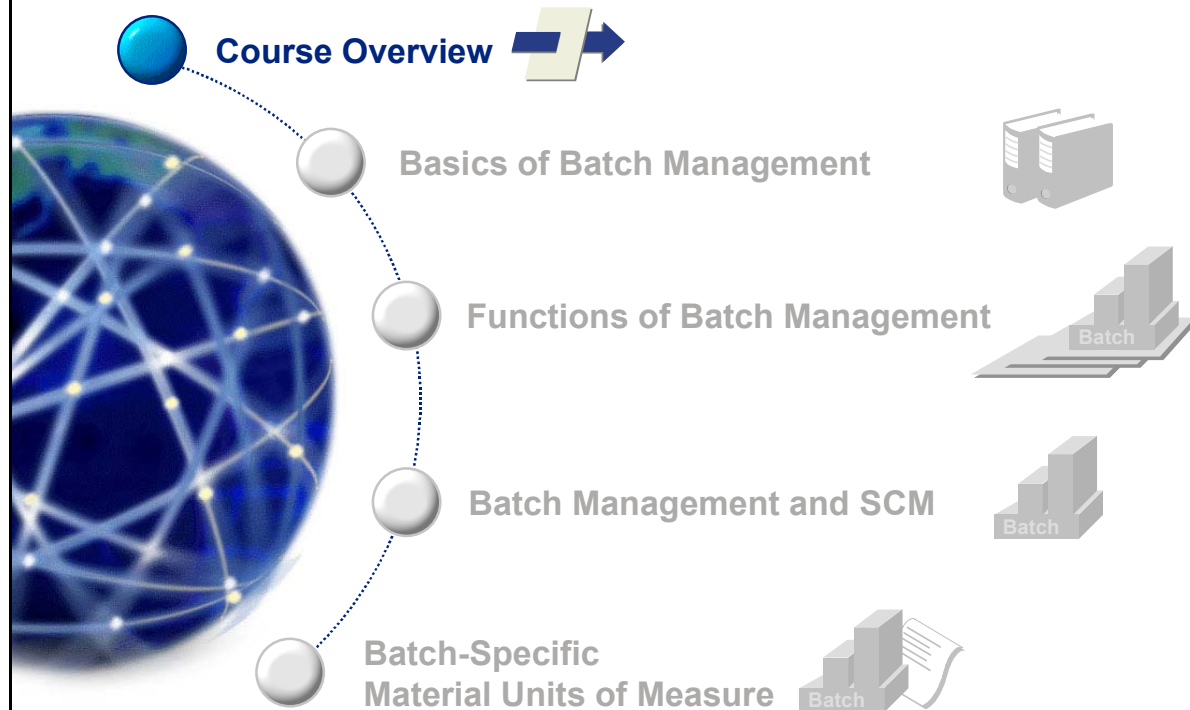 Course Overview
Basics of Batch Management
Functions of Batch Management
Batch
Batch Management and SCM
Batch
Batch-Specific
Material Units of Measure
Batch